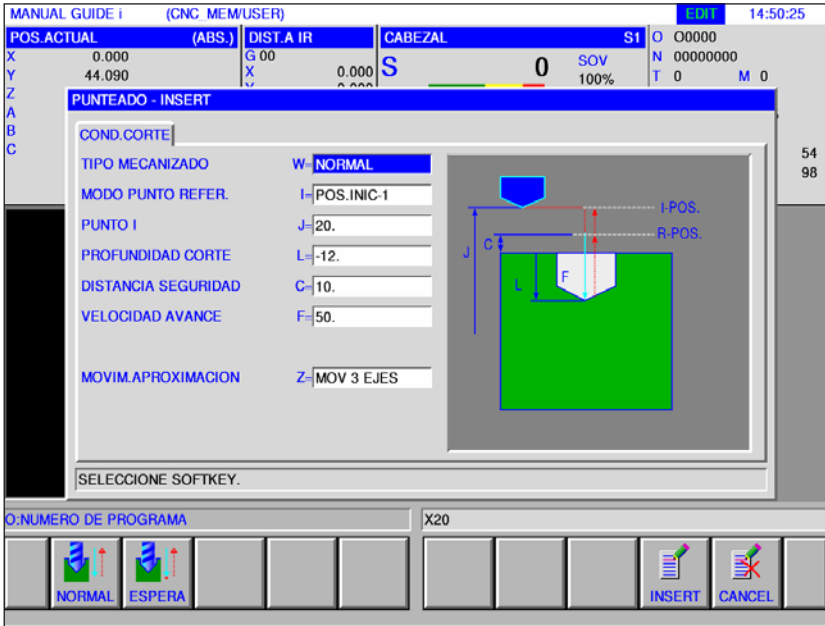 MANUAL GUIDE i (CNC_MEM/USER) EDIT 14:50:25
POS.ACTUAL (ABS.) DIST.A IR CABEZAL S1 O O0000
X 0.000 G 00 N 00000000
Y 44.090 X 0.000 S 0 SOV 100% T 0 M 0
Z
A
B
C
54
98
PUNTEADO - INSERT
COND.CORTE
TIPO MECANIZADO W=NORMAL
MODO PUNTO REFER. I=POS.INIC-1
PUNTO I J=20.
PROFUNDIDAD CORTE L=-12.
DISTANCIA SEGURIDAD C=10.
VELOCIDAD AVANCE F=50.
MOVIM.APROXIMACION Z=MOV 3 EJES
I-POS.
R-POS.
J
C
L
F
SELECCIONE SOFTKEY.
O:NUMERO DE PROGRAMA X20
NORMAL ESPERA INSERT CANCEL